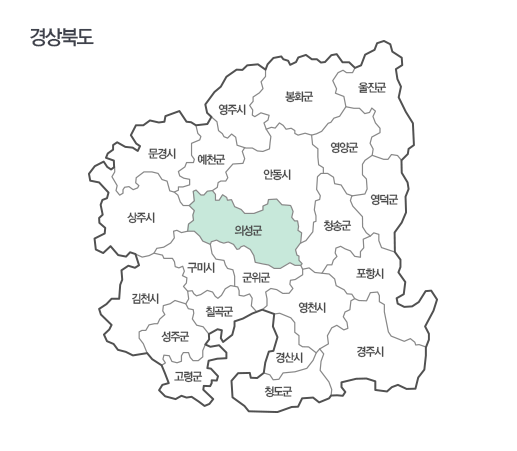 경상북도
울진군
봉화군
영주시
영양군
문경시
예천군
안동시
영덕군
상주시
청송군
의성군
구미시
군위군
포항시
김천시
칠곡군
영천시
성주군
경산시
경주시
고령군
청도군